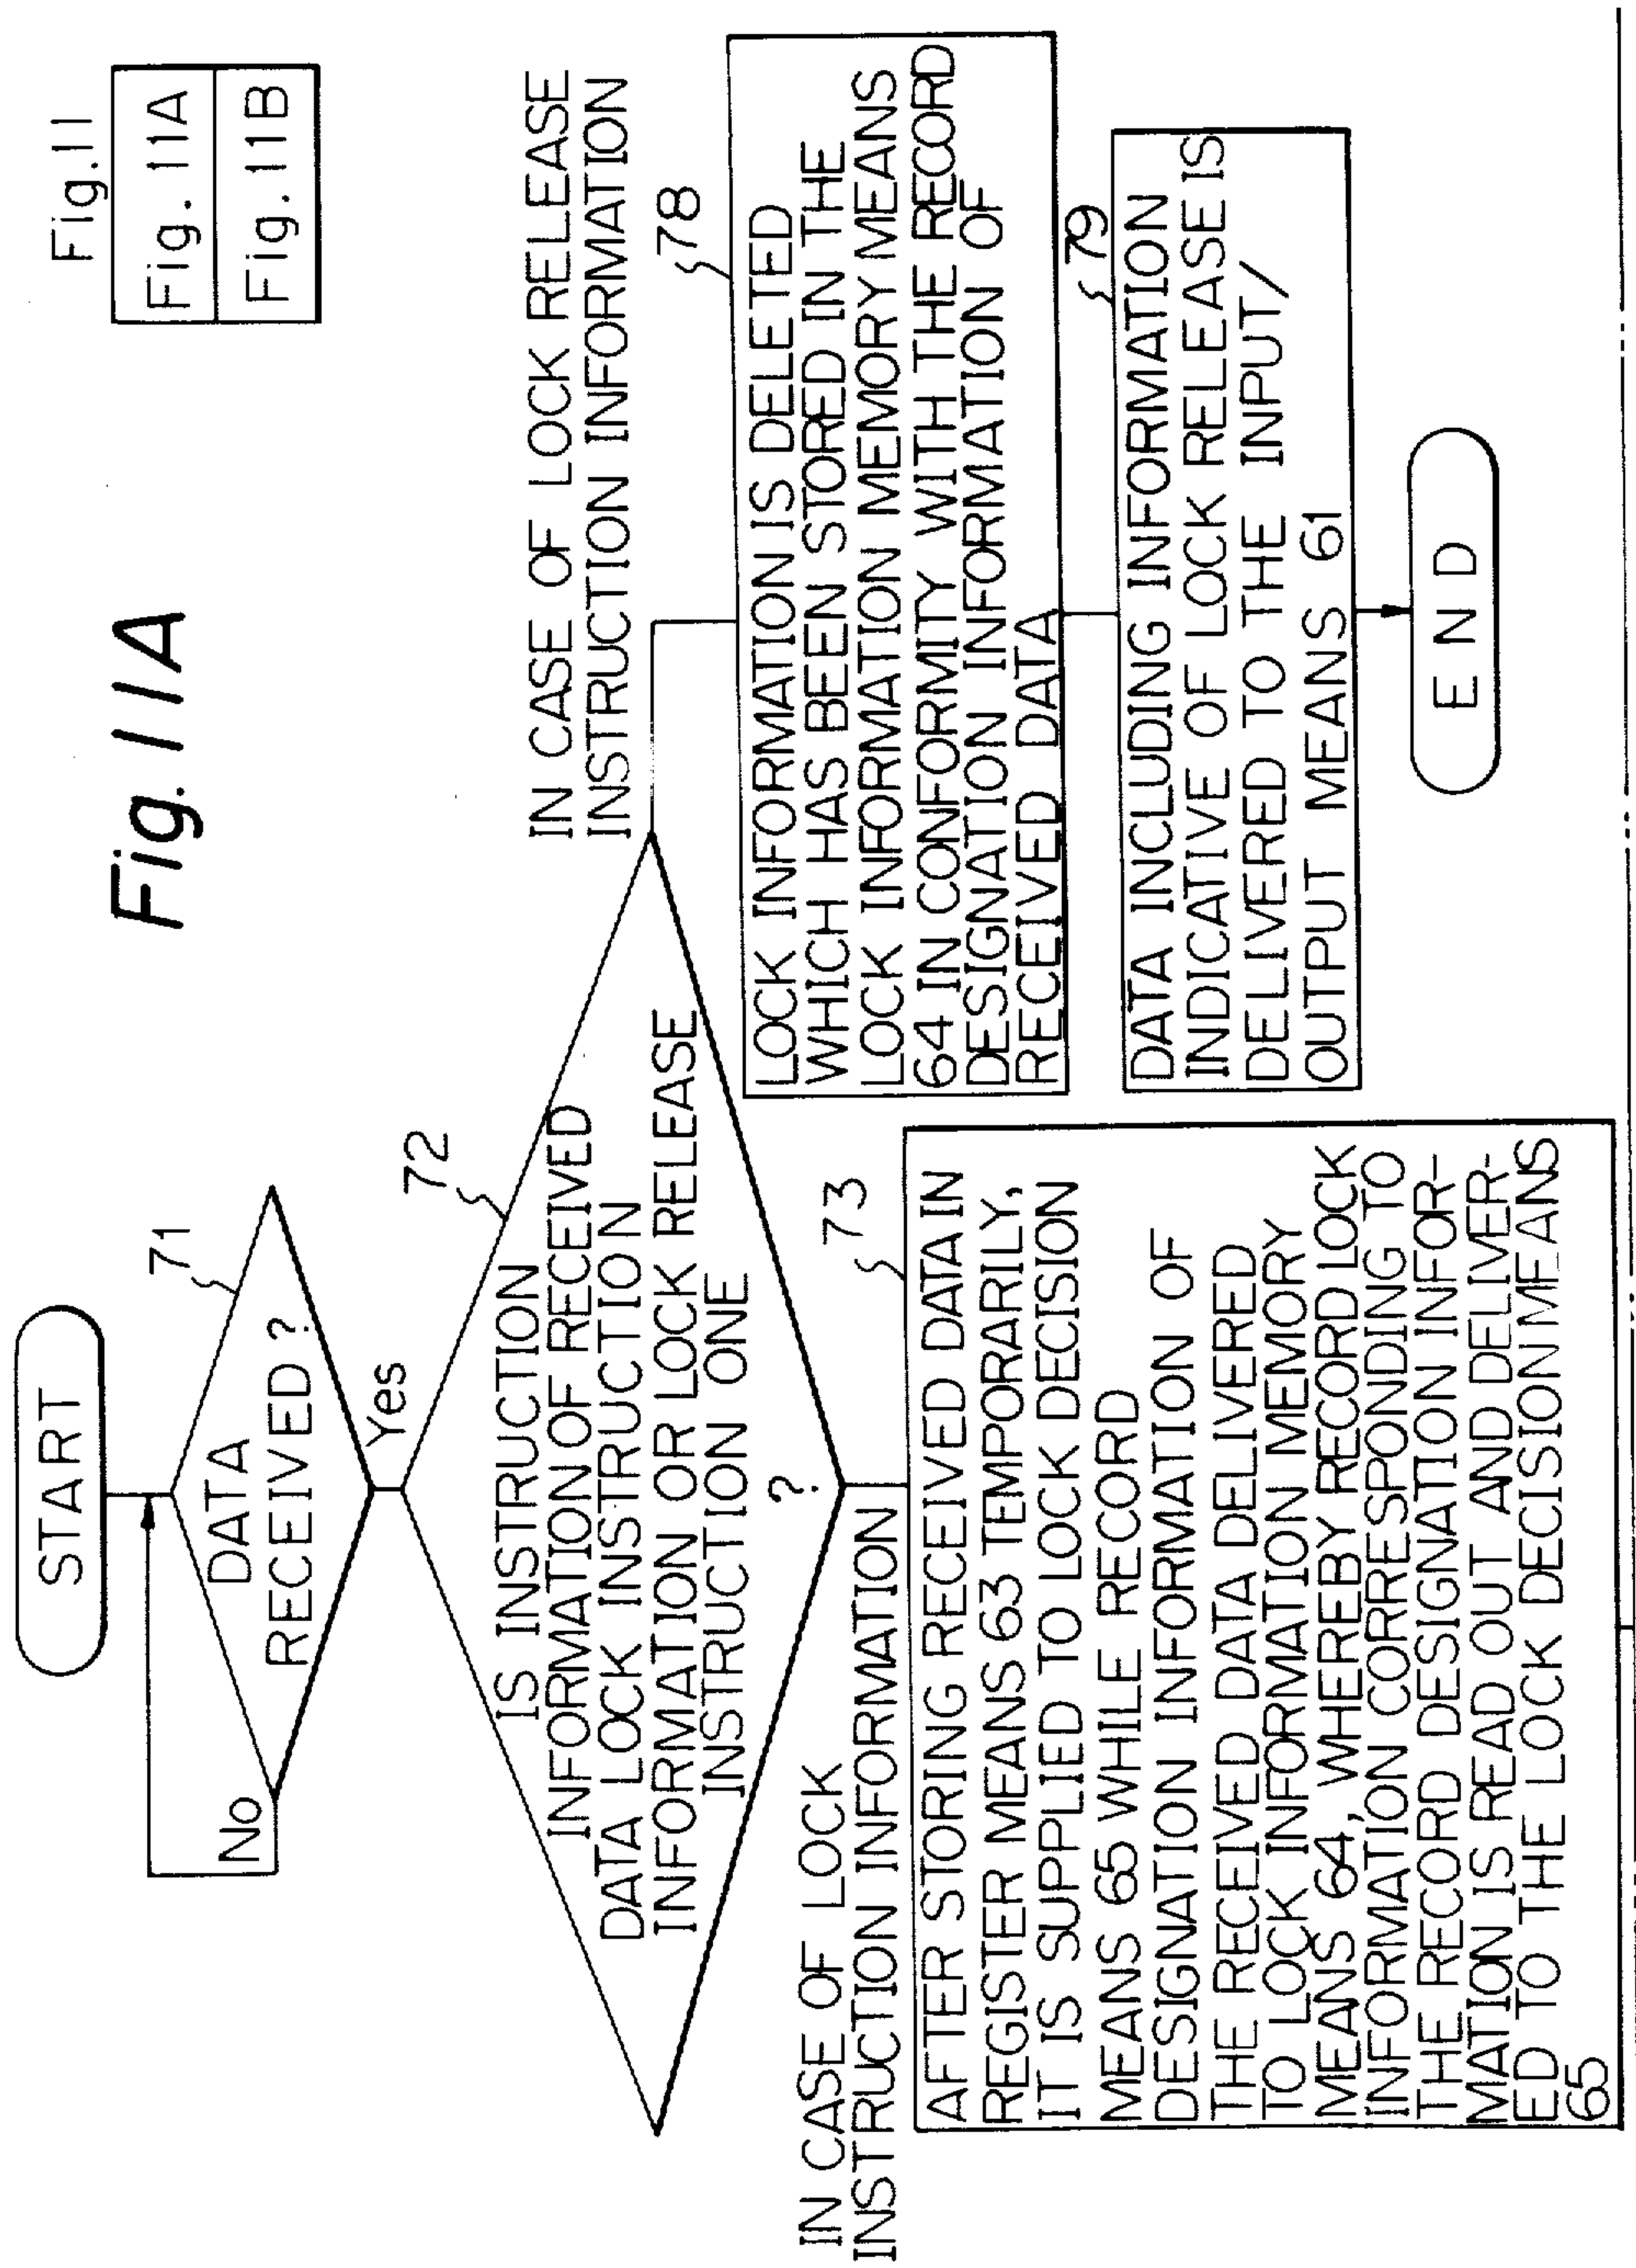 Fig. 11A
Fig. 11
Fig. 11A
Fig. 11B
START
71
DATA
RECEIVED ?
No
Yes
72
IS INSTRUCTION
INFORMATION OF RECEIVED
DATA LOCK INSTRUCTION
INFORMATION OR LOCK RELEASE
INSTRUCTION ONE
?
IN CASE OF LOCK RELEASE
INSTRUCTION INFORMATION
78
LOCK INFORMATION IS DELETED
WHICH HAS BEEN STORED IN THE
LOCK INFORMATION MEMORY MEANS
64 IN CONFORMITY WITH THE RECORD
DESIGNATION INFORMATION OF
RECEIVED DATA
79
DATA INCLUDING INFORMATION
INDICATIVE OF LOCK RELEASE IS
DELIVERED TO THE INPUT/
OUTPUT MEANS 61
END
IN CASE OF LOCK
INSTRUCTION INFORMATION
73
AFTER STORING RECEIVED DATA IN
REGISTER MEANS 63 TEMPORARILY,
IT IS SUPPLIED TO LOCK DECISION
MEANS 65 WHILE RECORD
DESIGNATION INFORMATION OF
THE RECEIVED DATA DELIVERED
TO LOCK INFORMATION MEMORY
MEANS 64, WHEREBY RECORD LOCK
INFORMATION CORRESPONDING TO
THE RECORD DESIGNATION INFOR-
MATION IS READ OUT AND DELIVER-
ED TO THE LOCK DECISION MEANS
65